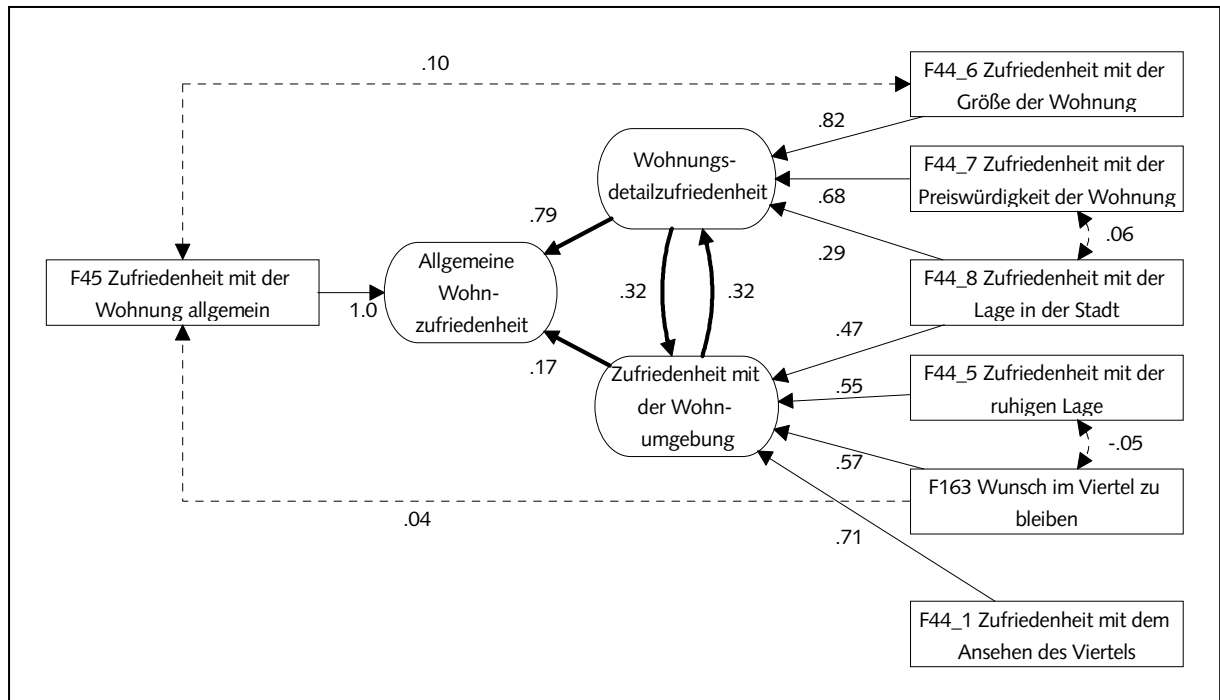 .10
F44_6 Zufriedenheit mit der
Größe der Wohnung
.82
Wohnungs-
detailzufriedenheit
F44_7 Zufriedenheit mit der
Preiswürdigkeit der Wohnung
.68
.79
.06
.29
F45 Zufriedenheit mit der
Wohnung allgemein
1.0
Allgemeine
Wohn-
zufriedenheit
.32
.32
F44_8 Zufriedenheit mit der
Lage in der Stadt
.47
.17
Zufriedenheit mit
der Wohn-
umgebung
.55
F44_5 Zufriedenheit mit der
ruhigen Lage
-.05
.57
F163 Wunsch im Viertel zu
bleiben
.04
.71
F44_1 Zufriedenheit mit dem
Ansehen des Viertels